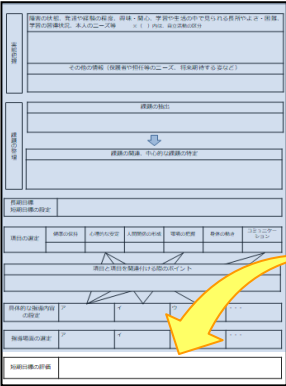 実態把握
障害の状態、発達や経験の程度、興味・関心、学習や生活の中で見られる長所やよさ・課題、
学習の習得状況、本人のニーズ等
その他の情報（保護者や担任等のニーズ、将来期待する姿など）
課題の整理
課題の抽出
課題の関連、中心的な課題の特定
長期目標
短期目標の設定
項目の選定
健康の保持
心理的な安定
人間関係の形成
環境の把握
身体の動き
コミュニケー
ション
項目と項目を関連付ける際のポイント
具体的な指導内容
の設定
ア
イ
ウ
・・・
指導場面の選定
ア
イ
・・・
短期目標の評価